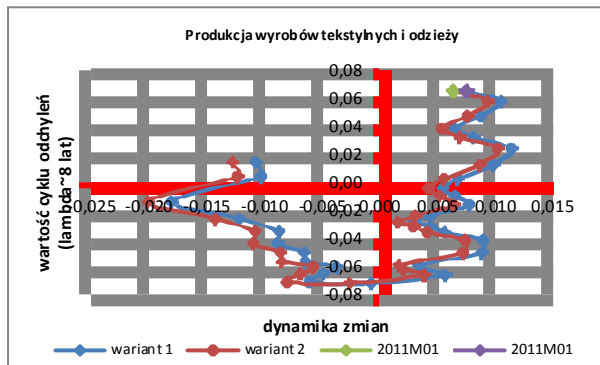 Produkcja wyrobów tekstylnych i odzieży
0,08
0,06
0,04
0,02
0,00
-0,02
-0,04
-0,06
-0,08
-0,025 -0,020 -0,015 -0,010 -0,005 0,000 0,005 0,010 0,015
wartość cyklu odchyleń
(lambda~8 lat)
dynamika zmian
wariant 1 wariant 2 2011M01 2011M01